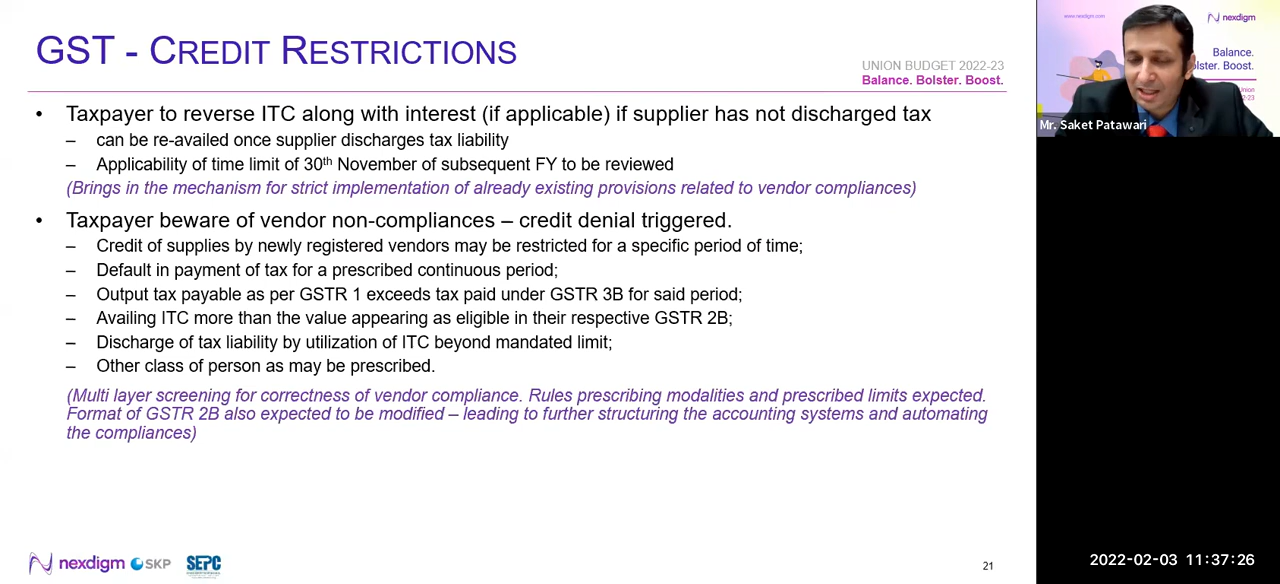 GST - CREDIT RESTRICTIONS
UNION BUDGET 2022-23
Balance. Bolster. Boost.
• Taxpayer to reverse ITC along with interest (if applicable) if supplier has not discharged tax
– can be re-availed once supplier discharges tax liability
– Applicability of time limit of 30th November of subsequent FY to be reviewed
(Brings in the mechanism for strict implementation of already existing provisions related to vendor compliances)
• Taxpayer beware of vendor non-compliances – credit denial triggered.
– Credit of supplies by newly registered vendors may be restricted for a specific period of time;
– Default in payment of tax for a prescribed continuous period;
– Output tax payable as per GSTR 1 exceeds tax paid under GSTR 3B for said period;
– Availing ITC more than the value appearing as eligible in their respective GSTR 2B;
– Discharge of tax liability by utilization of ITC beyond mandated limit;
– Other class of person as may be prescribed.
(Multi layer screening for correctness of vendor compliance. Rules prescribing modalities and prescribed limits expected.
Format of GSTR 2B also expected to be modified – leading to further structuring the accounting systems and automating
the compliances)
nexdigm SKP SEPC
21
www.nexdigm.com
nexdigm
Balance.
olster. Boost.
Mr. Saket Patawari
2022-02-03 11:37:26